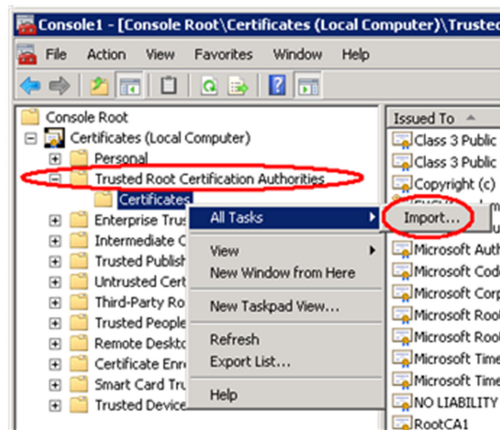 Console1 - [Console Root\Certificates (Local Computer)\Truste
File Action View Favorites Window Help
Console Root
Certificates (Local Computer)
Personal
Trusted Root Certification Authorities
Certificates
Enterprise Trus
Intermediate C
Trusted Publish
Untrusted Cert
Third-Party Ro
Trusted People
Remote Deskto
Certificate Enr
Smart Card Tru
Trusted Device
All Tasks
View
New Window from Here
New Taskpad View...
Refresh
Export List...
Help
Import...
Issued To
Class 3 Public
Class 3 Public
Copyright (c)
Microsoft Auth
Microsoft Code
Microsoft Corp
Microsoft Root
Microsoft Root
Microsoft Time
Microsoft Time
NO LIABILITY
RootCA1